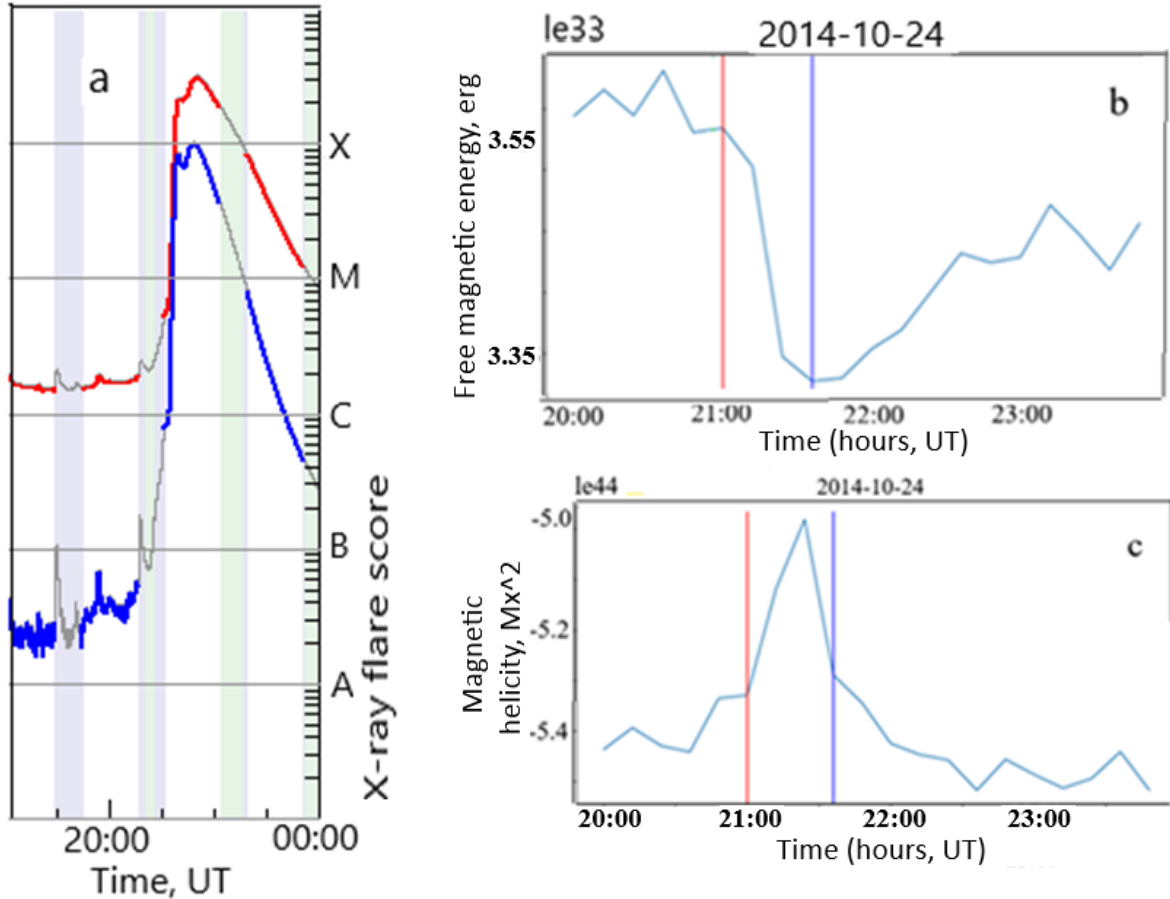 a
X
M
C
B
A
X-ray flare score
20:00
00:00
Time, UT
le33
2014-10-24
b
Free magnetic energy, erg
3.55
3.35
20:00
21:00
22:00
23:00
Time (hours, UT)
le44
2014-10-24
c
Magnetic
helicity, Mx^2
-5.0
-5.2
-5.4
20:00
21:00
22:00
23:00
Time (hours, UT)